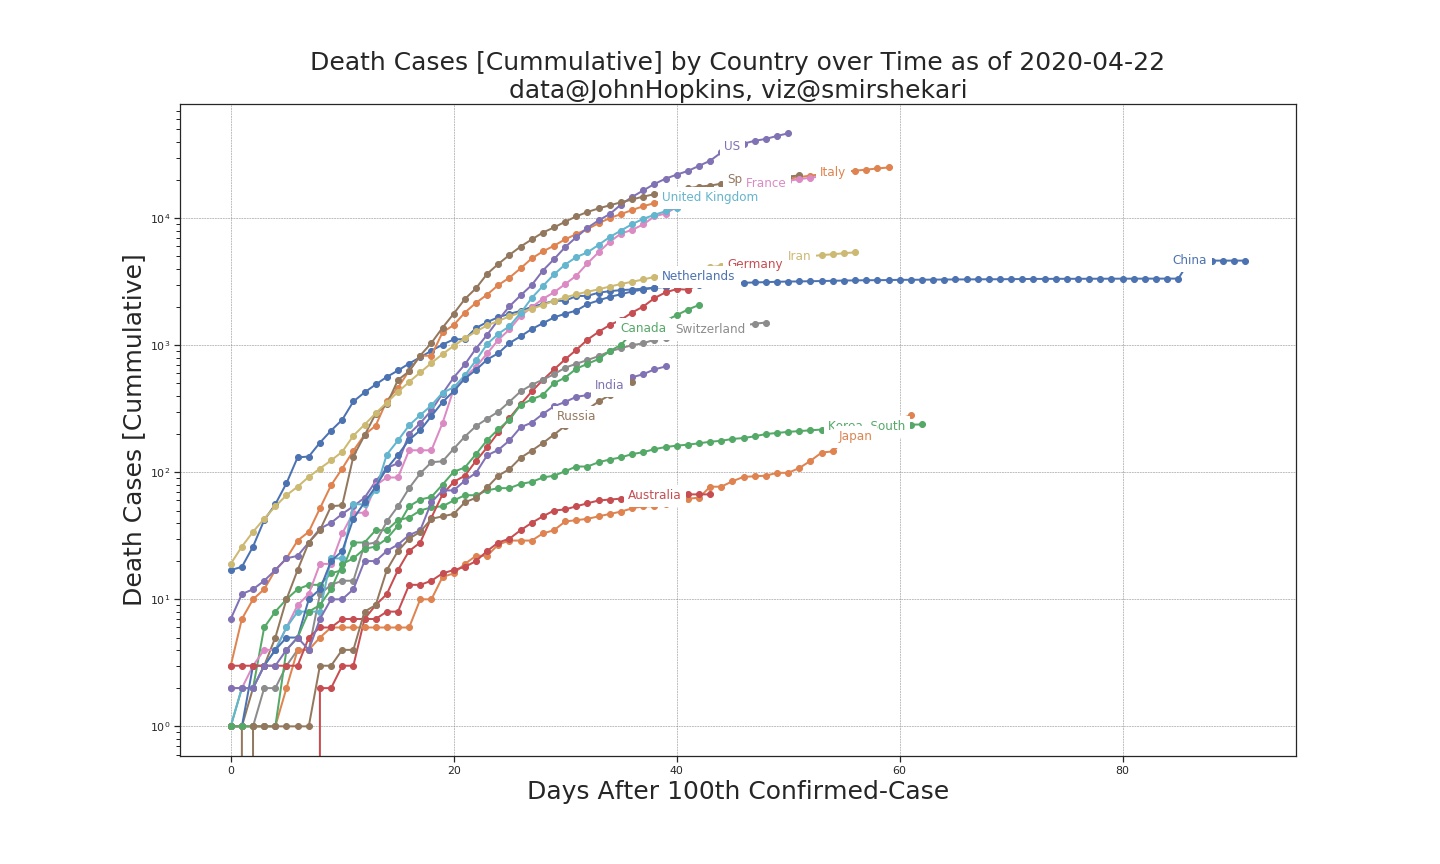 Death Cases [Cummulative] by Country over Time as of 2020-04-22
data@JohnHopkins, viz@smirshekari
Death Cases [Cummulative]
10⁴
10³
10²
10¹
10⁰
US
Sp
France
Italy
United Kingdom
Iran
Germany
China
Netherlands
Canada
Switzerland
India
Russia
Korea, South
Japan
Australia
0
20
40
60
80
Days After 100th Confirmed-Case